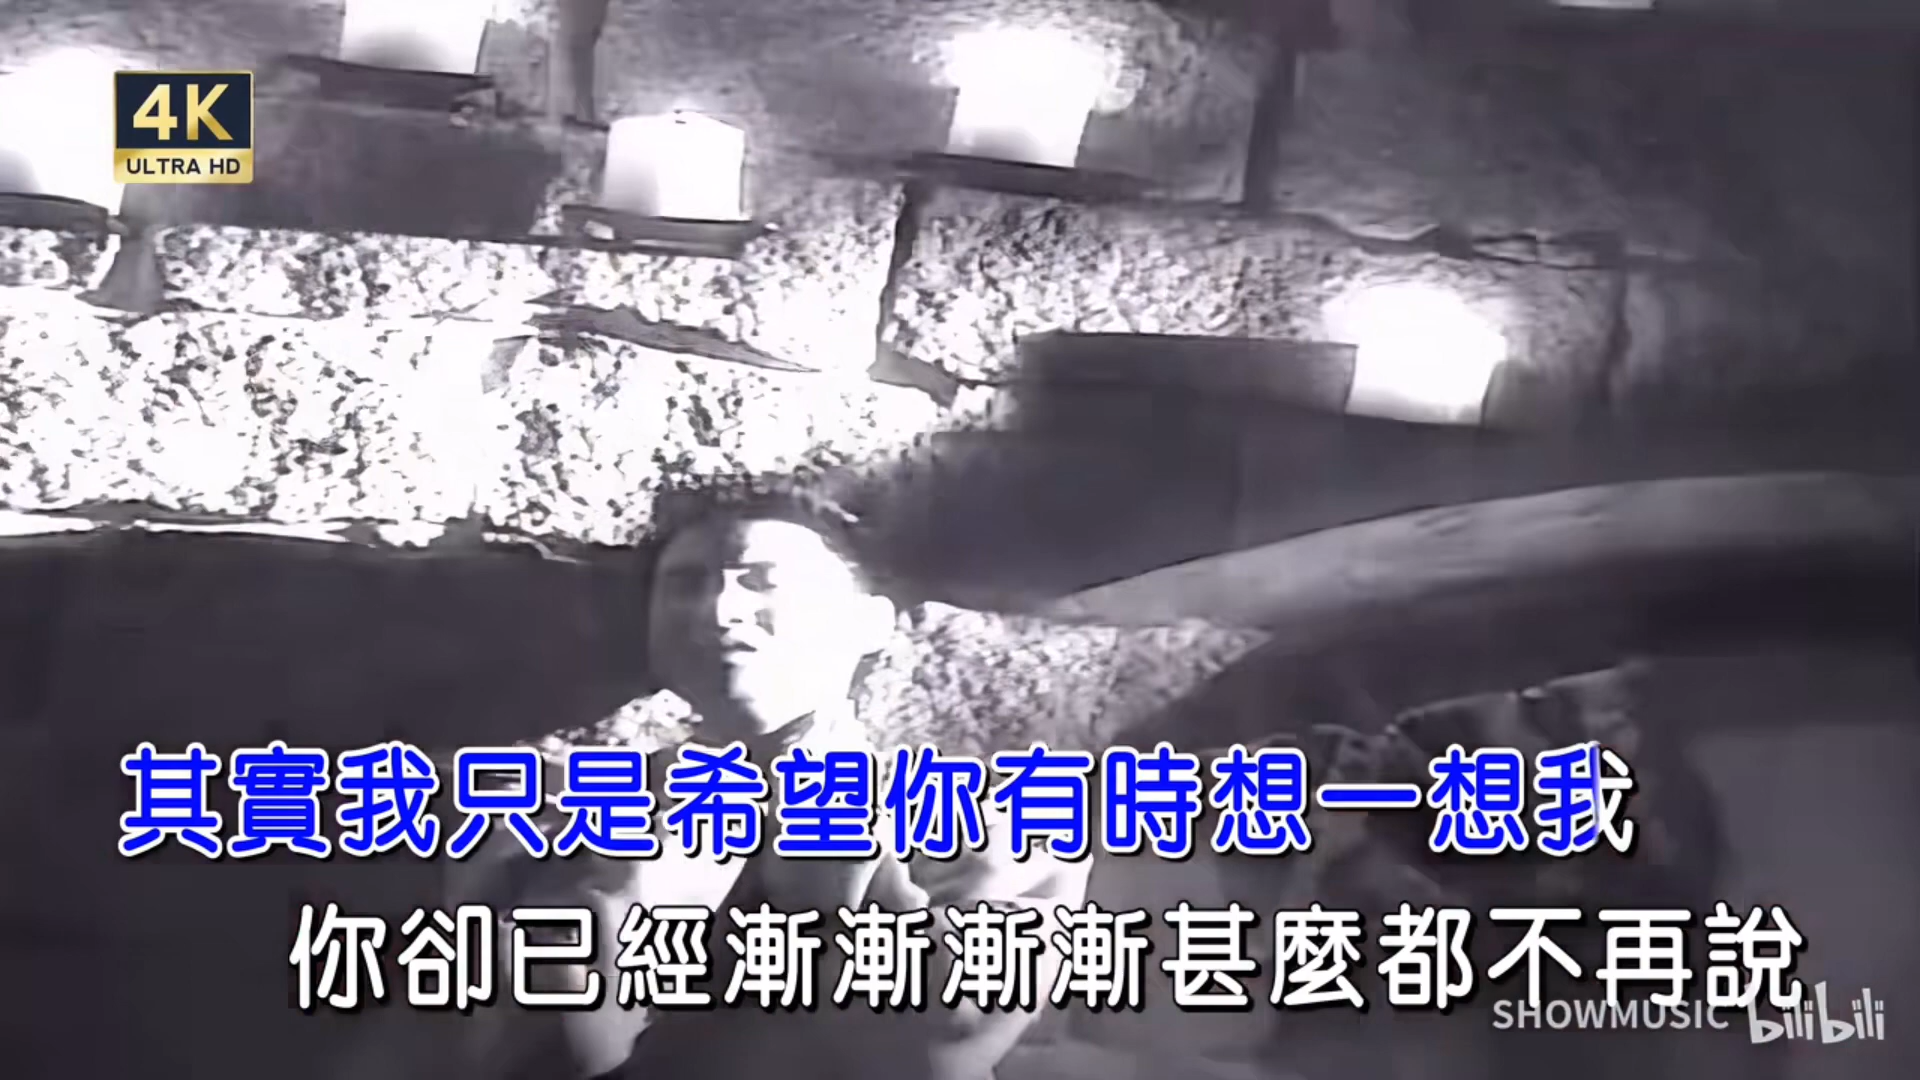 4K
ULTRA HD
其實我只是希望你有時想一想我
你卻已經漸漸漸漸甚麼都不再說
SHOWMUSIC bilibili